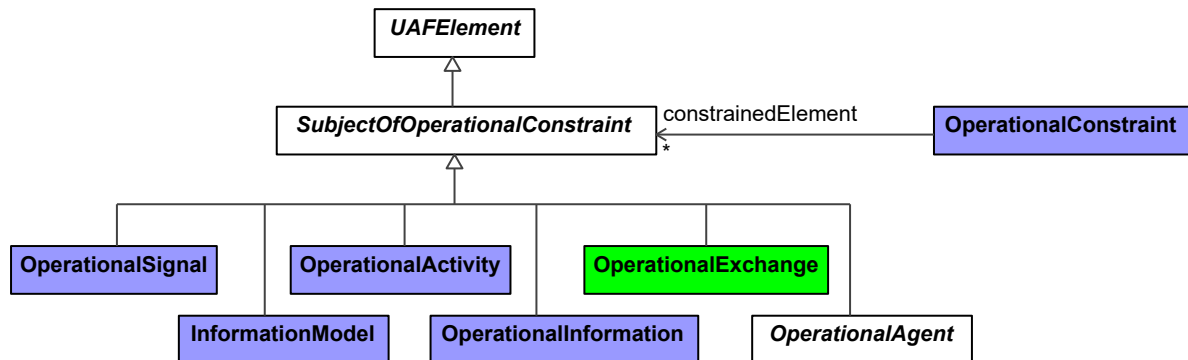 UAFElement
SubjectOfOperationalConstraint
constrainedElement
*
OperationalConstraint
OperationalSignal
OperationalActivity
OperationalExchange
InformationModel
OperationalInformation
OperationalAgent